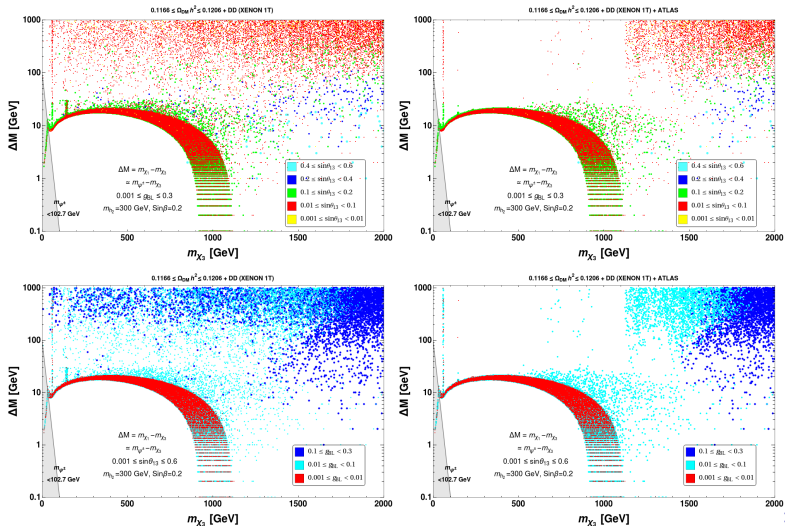 0.1166 ≤ Ω_DM h² ≤ 0.1206 + DD (XENON 1T)
ΔM [GeV]
1000
100
10
1
0.1
ΔM = m_χ₁ − m_χ₃
= m_ψ± − m_χ₃
0.001 ≤ g_BL ≤ 0.3
m_h₂=300 GeV, Sinβ=0.2
m_ψ±
<102.7 GeV
0.4 ≤ sinθ₁₃ < 0.6
0.2 ≤ sinθ₁₃ < 0.4
0.1 ≤ sinθ₁₃ < 0.2
0.01 ≤ sinθ₁₃ < 0.1
0.001 ≤ sinθ₁₃ < 0.01
0 500 1000 1500 2000
m_χ₃ [GeV]
0.1166 ≤ Ω_DM h² ≤ 0.1206 + DD (XENON 1T) + ATLAS
ΔM [GeV]
1000
100
10
1
0.1
ΔM = m_χ₁ − m_χ₃
= m_ψ± − m_χ₃
0.001 ≤ g_BL ≤ 0.3
m_h₂=300 GeV, Sinβ=0.2
m_ψ±
<102.7 GeV
0.4 ≤ sinθ₁₃ < 0.6
0.2 ≤ sinθ₁₃ < 0.4
0.1 ≤ sinθ₁₃ < 0.2
0.01 ≤ sinθ₁₃ < 0.1
0.001 ≤ sinθ₁₃ < 0.01
0 500 1000 1500 2000
m_χ₃ [GeV]
0.1166 ≤ Ω_DM h² ≤ 0.1206 + DD (XENON 1T)
ΔM [GeV]
1000
100
10
1
0.1
ΔM = m_χ₁ − m_χ₃
= m_ψ± − m_χ₃
0.001 ≤ sinθ₁₃ ≤ 0.6
m_h₂=300 GeV, Sinβ=0.2
m_ψ±
<102.7 GeV
0.1 ≤ g_BL < 0.3
0.01 ≤ g_BL < 0.1
0.001 ≤ g_BL < 0.01
0 500 1000 1500 2000
m_χ₃ [GeV]
0.1166 ≤ Ω_DM h² ≤ 0.1206 + DD (XENON 1T) + ATLAS
ΔM [GeV]
1000
100
10
1
0.1
ΔM = m_χ₁ − m_χ₃
= m_ψ± − m_χ₃
0.001 ≤ sinθ₁₃ ≤ 0.6
m_h₂=300 GeV, Sinβ=0.2
m_ψ±
<102.7 GeV
0.1 ≤ g_BL < 0.3
0.01 ≤ g_BL < 0.1
0.001 ≤ g_BL < 0.01
0 500 1000 1500 2000
m_χ₃ [GeV]